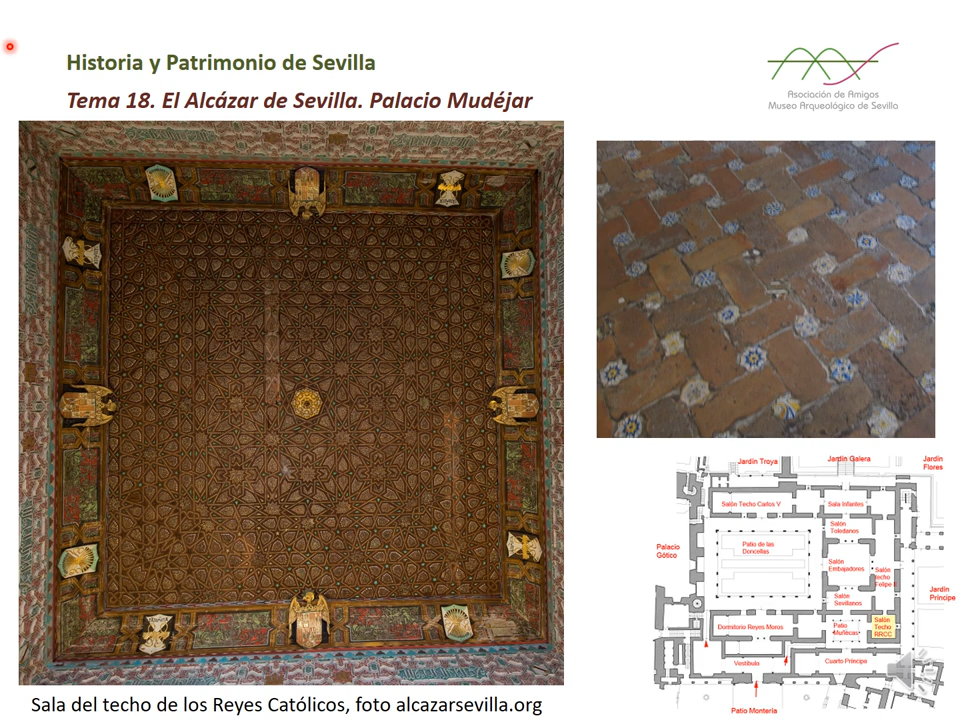 Historia y Patrimonio de Sevilla
Tema 18. El Alcázar de Sevilla. Palacio Mudéjar
Asociación de Amigos
Museo Arqueológico de Sevilla
Jardín Troya
Jardín Galera
Jardín
Flores
Salón Techo Carlos V
Sala Infantes
Salón
Toledanos
Palacio
Gótico
Patio de las
Doncellas
Salón
Embajadores
Salón
techo
Felipe II
Jardín
Príncipe
Salón
Sevillanos
Dormitorio Reyes Moros
Patio
Muñecas
Salón
Techo
RRCC
Vestíbulo
Cuarto Príncipe
Patio Montería
Sala del techo de los Reyes Católicos, foto alcazarsevilla.org